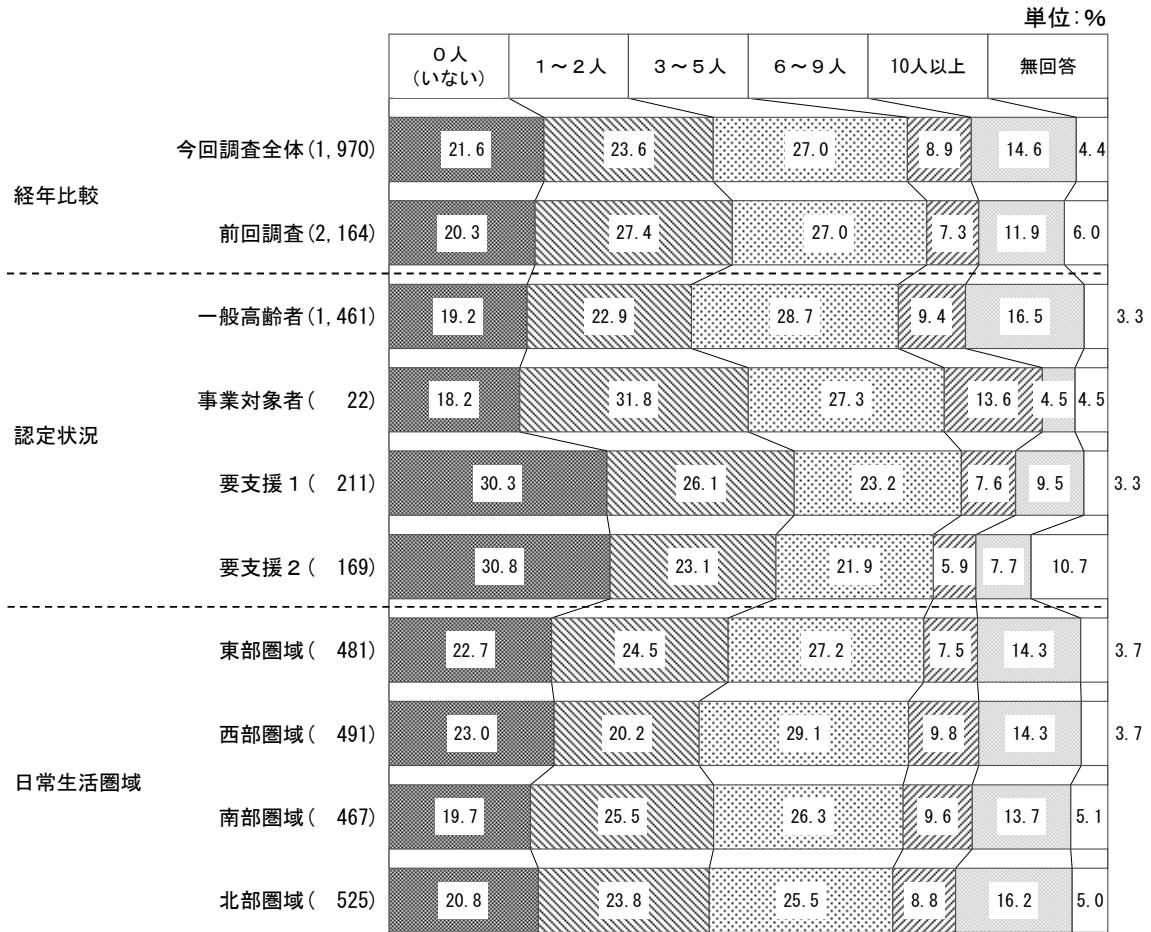 単位:%
0人
(いない)
1~2人
3~5人
6~9人
10人以上
無回答
経年比較
今回調査全体(1,970) 21.6 23.6 27.0 8.9 14.6 4.4
前回調査(2,164) 20.3 27.4 27.0 7.3 11.9 6.0
認定状況
一般高齢者(1,461) 19.2 22.9 28.7 9.4 16.5 3.3
事業対象者( 22) 18.2 31.8 27.3 13.6 4.5 4.5
要支援1( 211) 30.3 26.1 23.2 7.6 9.5 3.3
要支援2( 169) 30.8 23.1 21.9 5.9 7.7 10.7
日常生活圏域
東部圏域( 481) 22.7 24.5 27.2 7.5 14.3 3.7
西部圏域( 491) 23.0 20.2 29.1 9.8 14.3 3.7
南部圏域( 467) 19.7 25.5 26.3 9.6 13.7 5.1
北部圏域( 525) 20.8 23.8 25.5 8.8 16.2 5.0